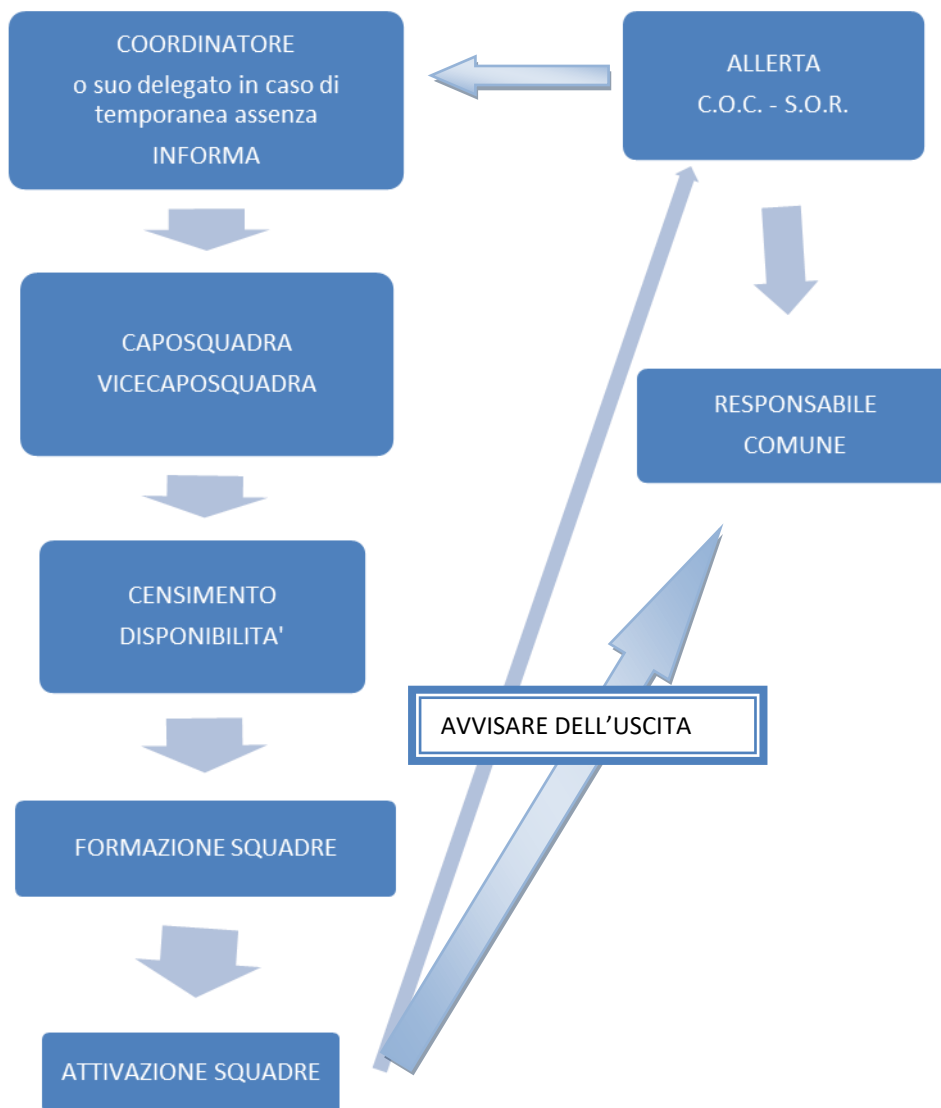 COORDINATORE
o suo delegato in caso di
temporanea assenza
INFORMA
ALLERTA
C.O.C. - S.O.R.
CAPOSQUADRA
VICECAPOSQUADRA
RESPONSABILE
COMUNE
CENSIMENTO
DISPONIBILITA'
AVVISARE DELL’USCITA
FORMAZIONE SQUADRE
ATTIVAZIONE SQUADRE